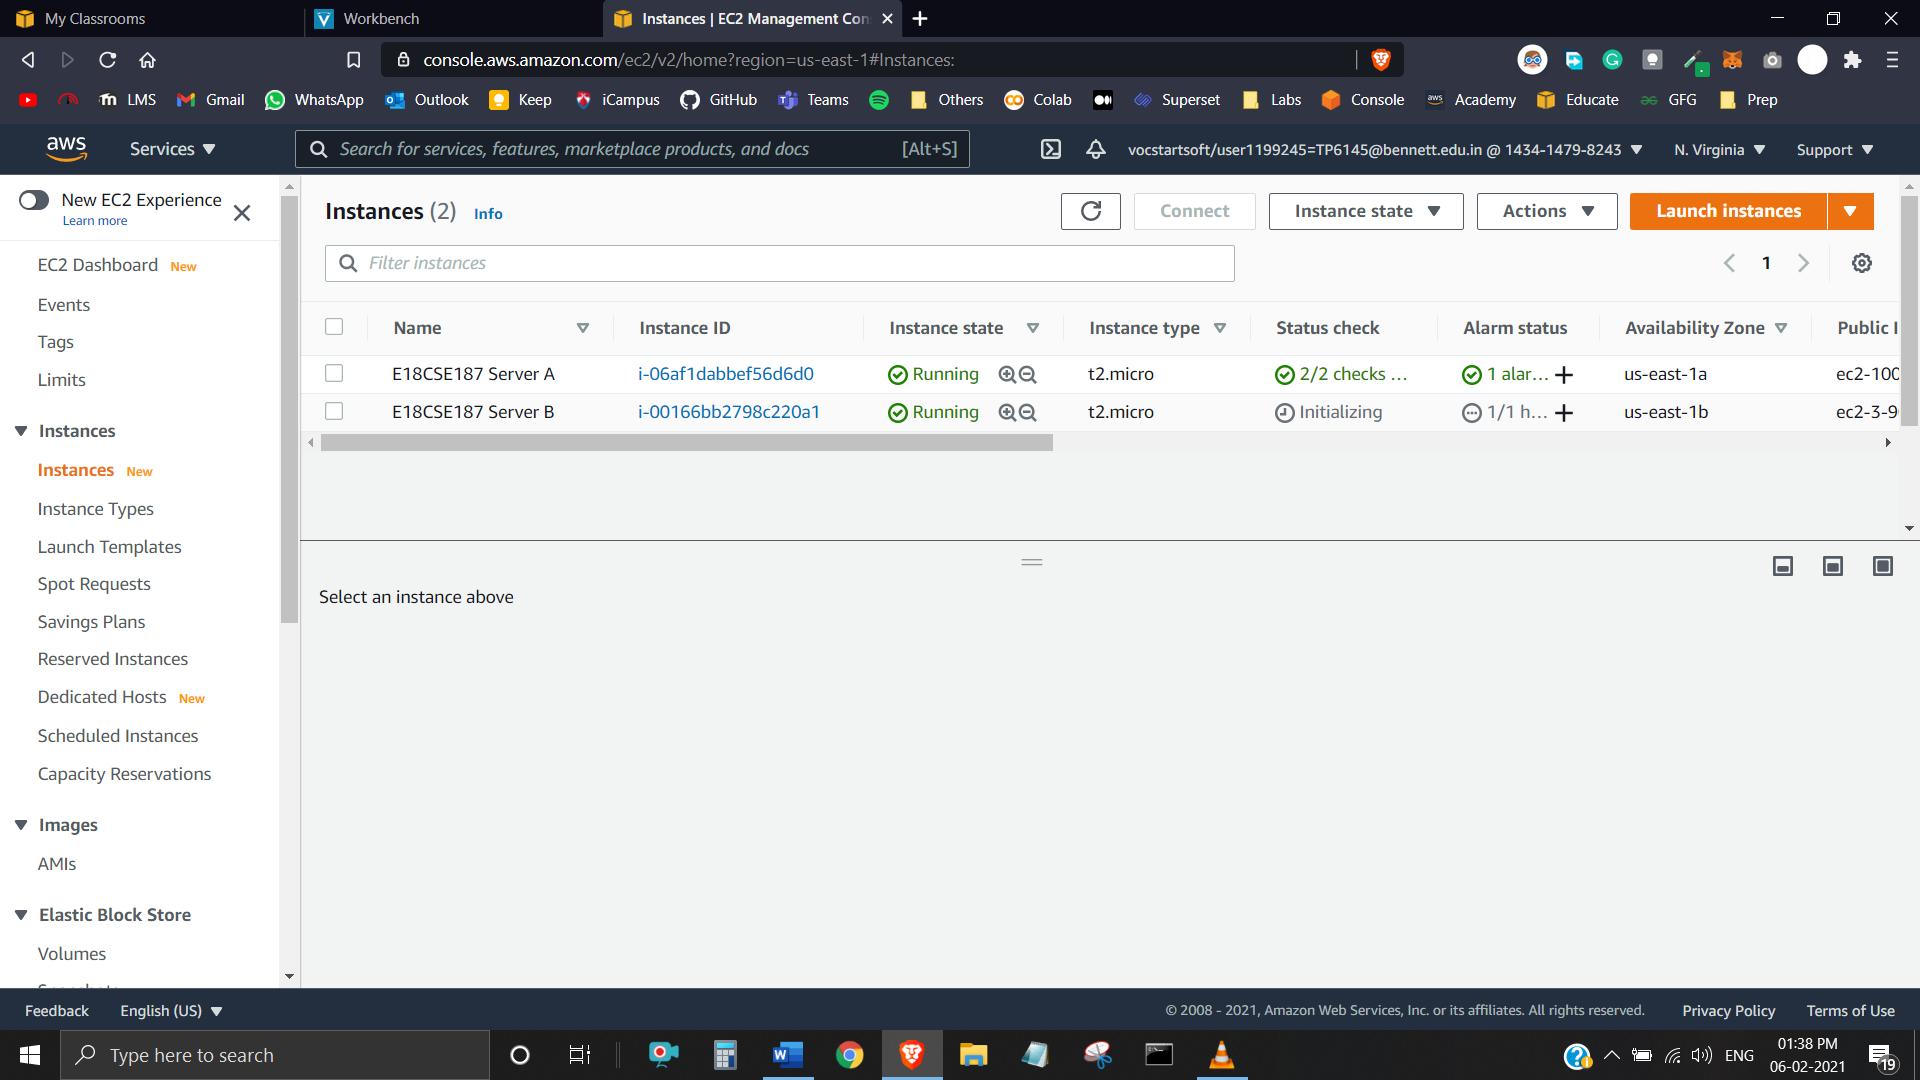 My Classrooms
Workbench
Instances | EC2 Management Con
console.aws.amazon.com/ec2/v2/home?region=us-east-1#Instances:
LMS Gmail WhatsApp Outlook Keep iCampus GitHub Teams Others Colab Superset Labs Console Academy Educate GFG Prep
aws Services Search for services, features, marketplace products, and docs [Alt+S] vocstartsoft/user1199245=TP6145@bennett.edu.in @ 1434-1479-8243 N. Virginia Support
New EC2 Experience
Learn more
EC2 Dashboard New
Events
Tags
Limits
Instances
Instances New
Instance Types
Launch Templates
Spot Requests
Savings Plans
Reserved Instances
Dedicated Hosts New
Scheduled Instances
Capacity Reservations
Images
AMIs
Elastic Block Store
Volumes
Instances (2) Info Connect Instance state Actions Launch instances
Filter instances 1
Name Instance ID Instance state Instance type Status check Alarm status Availability Zone Public I
E18CSE187 Server A i-06af1dabbef56d6d0 Running t2.micro 2/2 checks ... 1 alar... us-east-1a ec2-100
E18CSE187 Server B i-00166bb2798c220a1 Running t2.micro Initializing 1/1 h... us-east-1b ec2-3-9
Select an instance above
Feedback English (US) © 2008 - 2021, Amazon Web Services, Inc. or its affiliates. All rights reserved. Privacy Policy Terms of Use
Type here to search
ENG
01:38 PM
06-02-2021
19